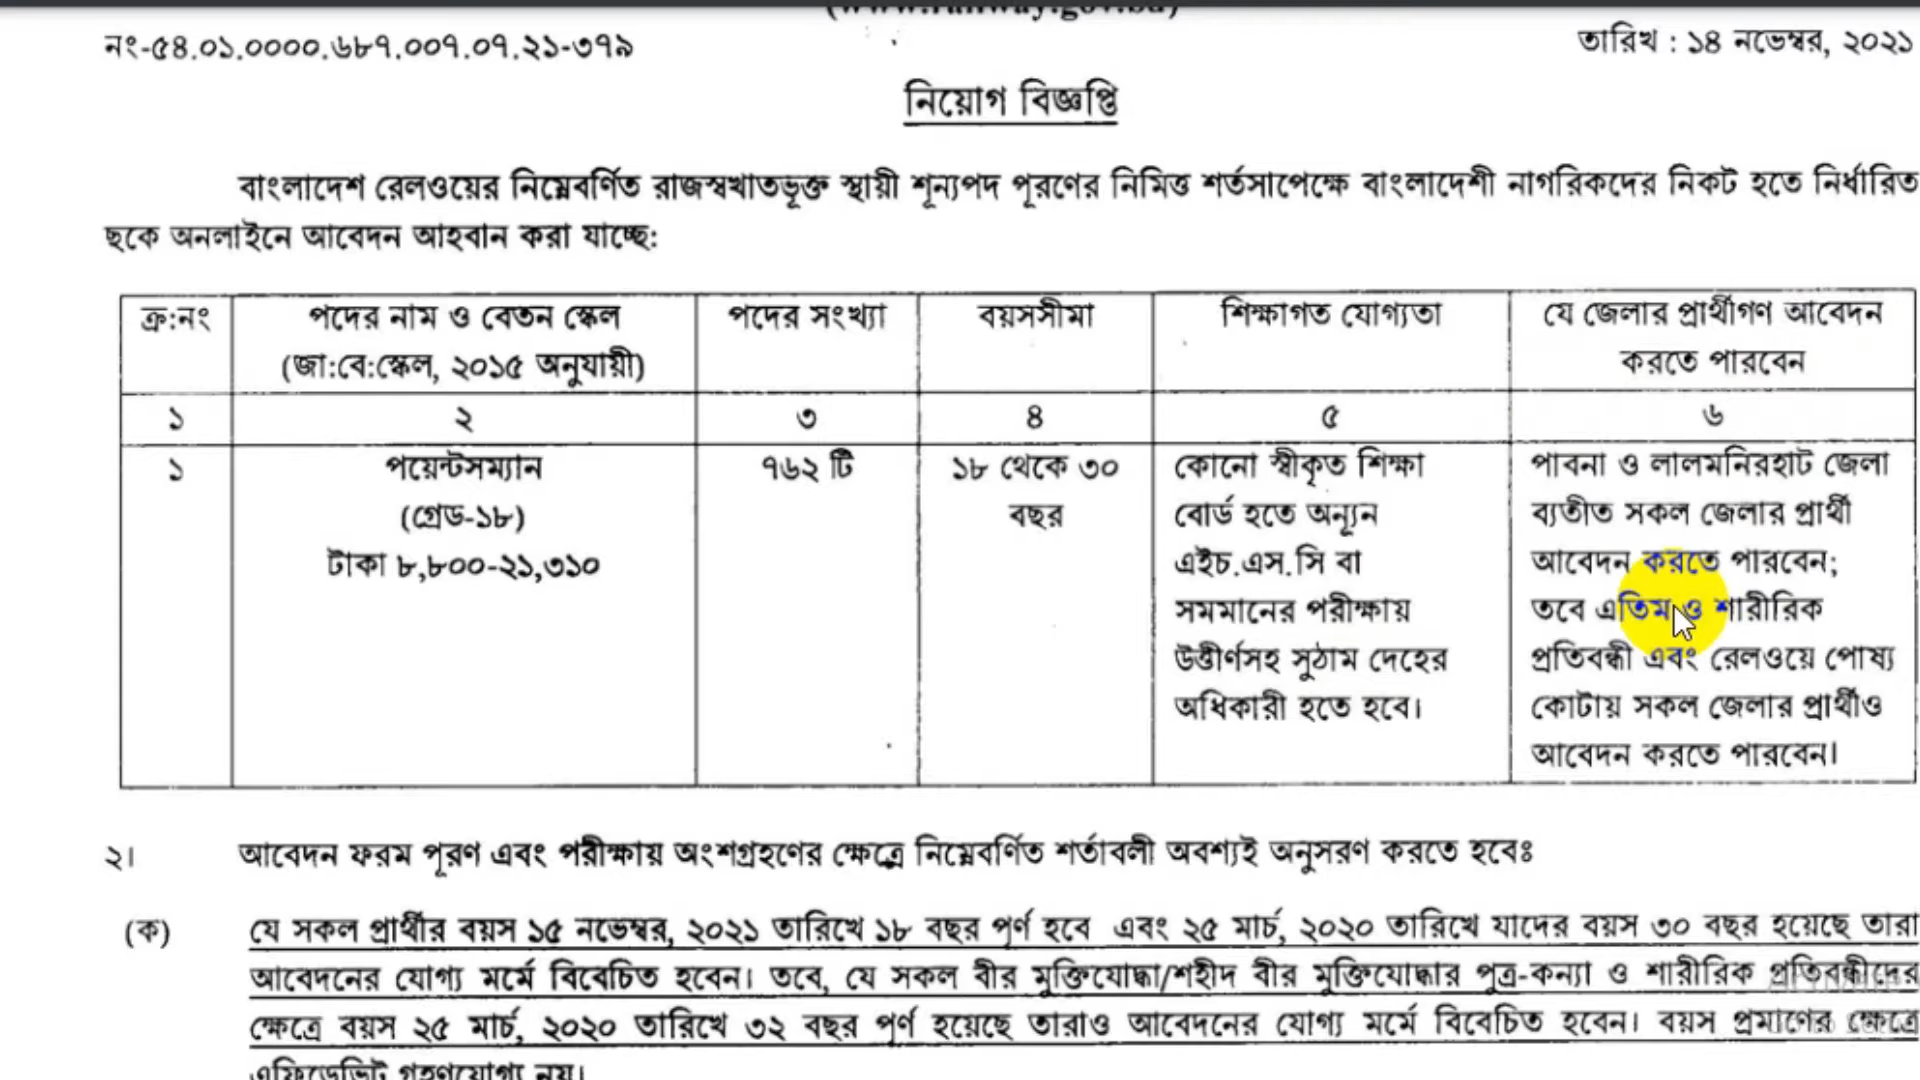 (www.railway.gov.bd)
নং-৫৪.০১.০০০০.৬৮৭.০০৭.০৭.২১-৩৭৯
তারিখ : ১৪ নভেম্বর, ২০২১
নিয়োগ বিজ্ঞপ্তি
বাংলাদেশ রেলওয়ের নিম্নেবর্ণিত রাজস্বখাতভূক্ত স্থায়ী শূন্যপদ পূরণের নিমিত্ত শর্তসাপেক্ষে বাংলাদেশী নাগরিকদের নিকট হতে নির্ধারিত
ছকে অনলাইনে আবেদন আহবান করা যাচ্ছে:
ক্র:নং
পদের নাম ও বেতন স্কেল
(জা:বে:স্কেল, ২০১৫ অনুযায়ী)
পদের সংখ্যা
বয়সসীমা
শিক্ষাগত যোগ্যতা
যে জেলার প্রার্থীগণ আবেদন
করতে পারবেন
১
২
৩
৪
৫
৬
১
পয়েন্টসম্যান
(গ্রেড-১৮)
টাকা ৮,৮০০-২১,৩১০
৭৬২ টি
১৮ থেকে ৩০
বছর
কোনো স্বীকৃত শিক্ষা
বোর্ড হতে অন্যূন
এইচ.এস.সি বা
সমমানের পরীক্ষায়
উত্তীর্ণসহ সুঠাম দেহের
অধিকারী হতে হবে।
পাবনা ও লালমনিরহাট জেলা
ব্যতীত সকল জেলার প্রার্থী
আবেদন করতে পারবেন;
তবে এতিম ও শারীরিক
প্রতিবন্ধী এবং রেলওয়ে পোষ্য
কোটায় সকল জেলার প্রার্থীও
আবেদন করতে পারবেন।
২। আবেদন ফরম পূরণ এবং পরীক্ষায় অংশগ্রহণের ক্ষেত্রে নিম্নেবর্ণিত শর্তাবলী অবশ্যই অনুসরণ করতে হবেঃ
(ক) যে সকল প্রার্থীর বয়স ১৫ নভেম্বর, ২০২১ তারিখে ১৮ বছর পূর্ণ হবে এবং ২৫ মার্চ, ২০২০ তারিখে যাদের বয়স ৩০ বছর হয়েছে তারা
আবেদনের যোগ্য মর্মে বিবেচিত হবেন। তবে, যে সকল বীর মুক্তিযোদ্ধা/শহীদ বীর মুক্তিযোদ্ধার পুত্র-কন্যা ও শারীরিক প্রতিবন্ধীদের
ক্ষেত্রে বয়স ২৫ মার্চ, ২০২০ তারিখে ৩২ বছর পূর্ণ হয়েছে তারাও আবেদনের যোগ্য মর্মে বিবেচিত হবেন। বয়স প্রমাণের ক্ষেত্রে
এফিডেভিট গ্রহণযোগ্য নয়।